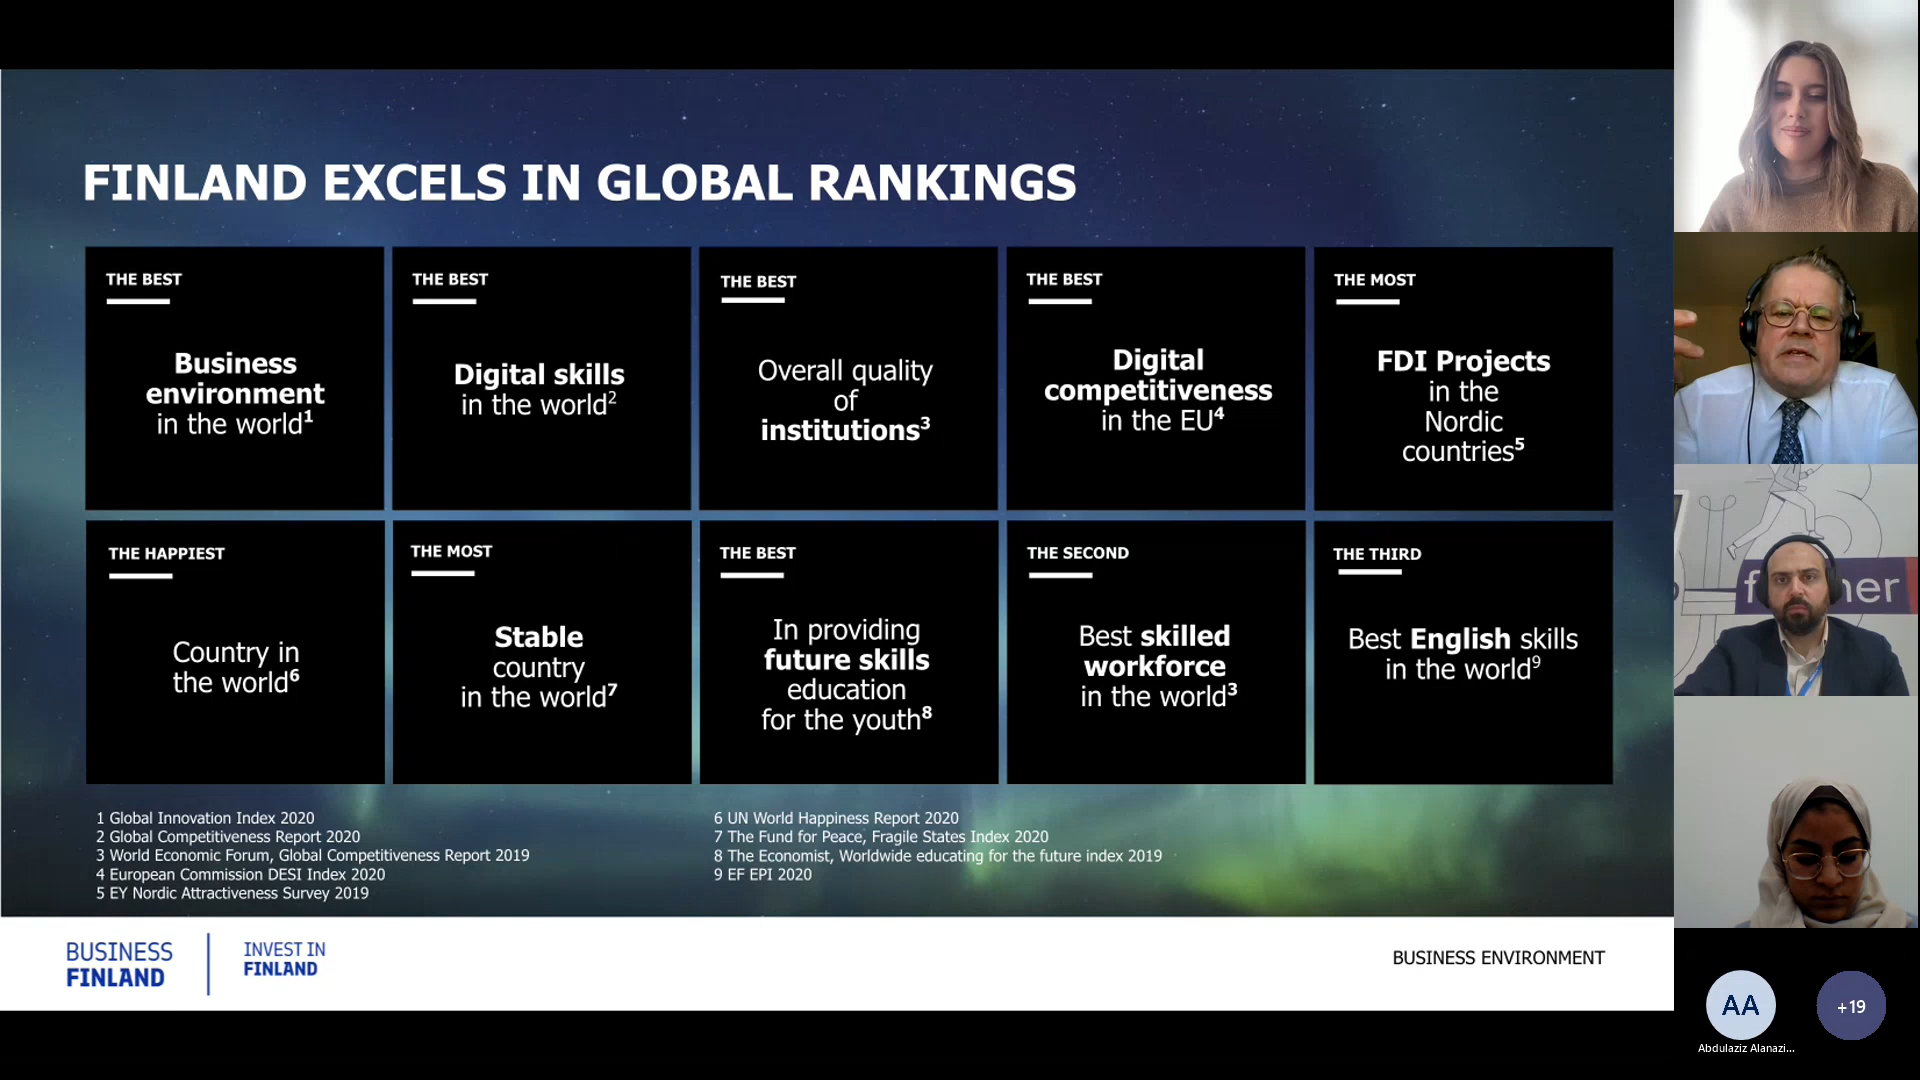 FINLAND EXCELS IN GLOBAL RANKINGS
THE BEST
Business
environment
in the world¹
THE BEST
Digital skills
in the world²
THE BEST
Overall quality
of
institutions³
THE BEST
Digital
competitiveness
in the EU⁴
THE MOST
FDI Projects
in the
Nordic
countries⁵
THE HAPPIEST
Country in
the world⁶
THE MOST
Stable
country
in the world⁷
THE BEST
In providing
future skills
education
for the youth⁸
THE SECOND
Best skilled
workforce
in the world³
THE THIRD
Best English skills
in the world⁹
1 Global Innovation Index 2020
2 Global Competitiveness Report 2020
3 World Economic Forum, Global Competitiveness Report 2019
4 European Commission DESI Index 2020
5 EY Nordic Attractiveness Survey 2019
6 UN World Happiness Report 2020
7 The Fund for Peace, Fragile States Index 2020
8 The Economist, Worldwide educating for the future index 2019
9 EF EPI 2020
BUSINESS
FINLAND
INVEST IN
FINLAND
BUSINESS ENVIRONMENT
AA
Abdulaziz Alanazi...
+19